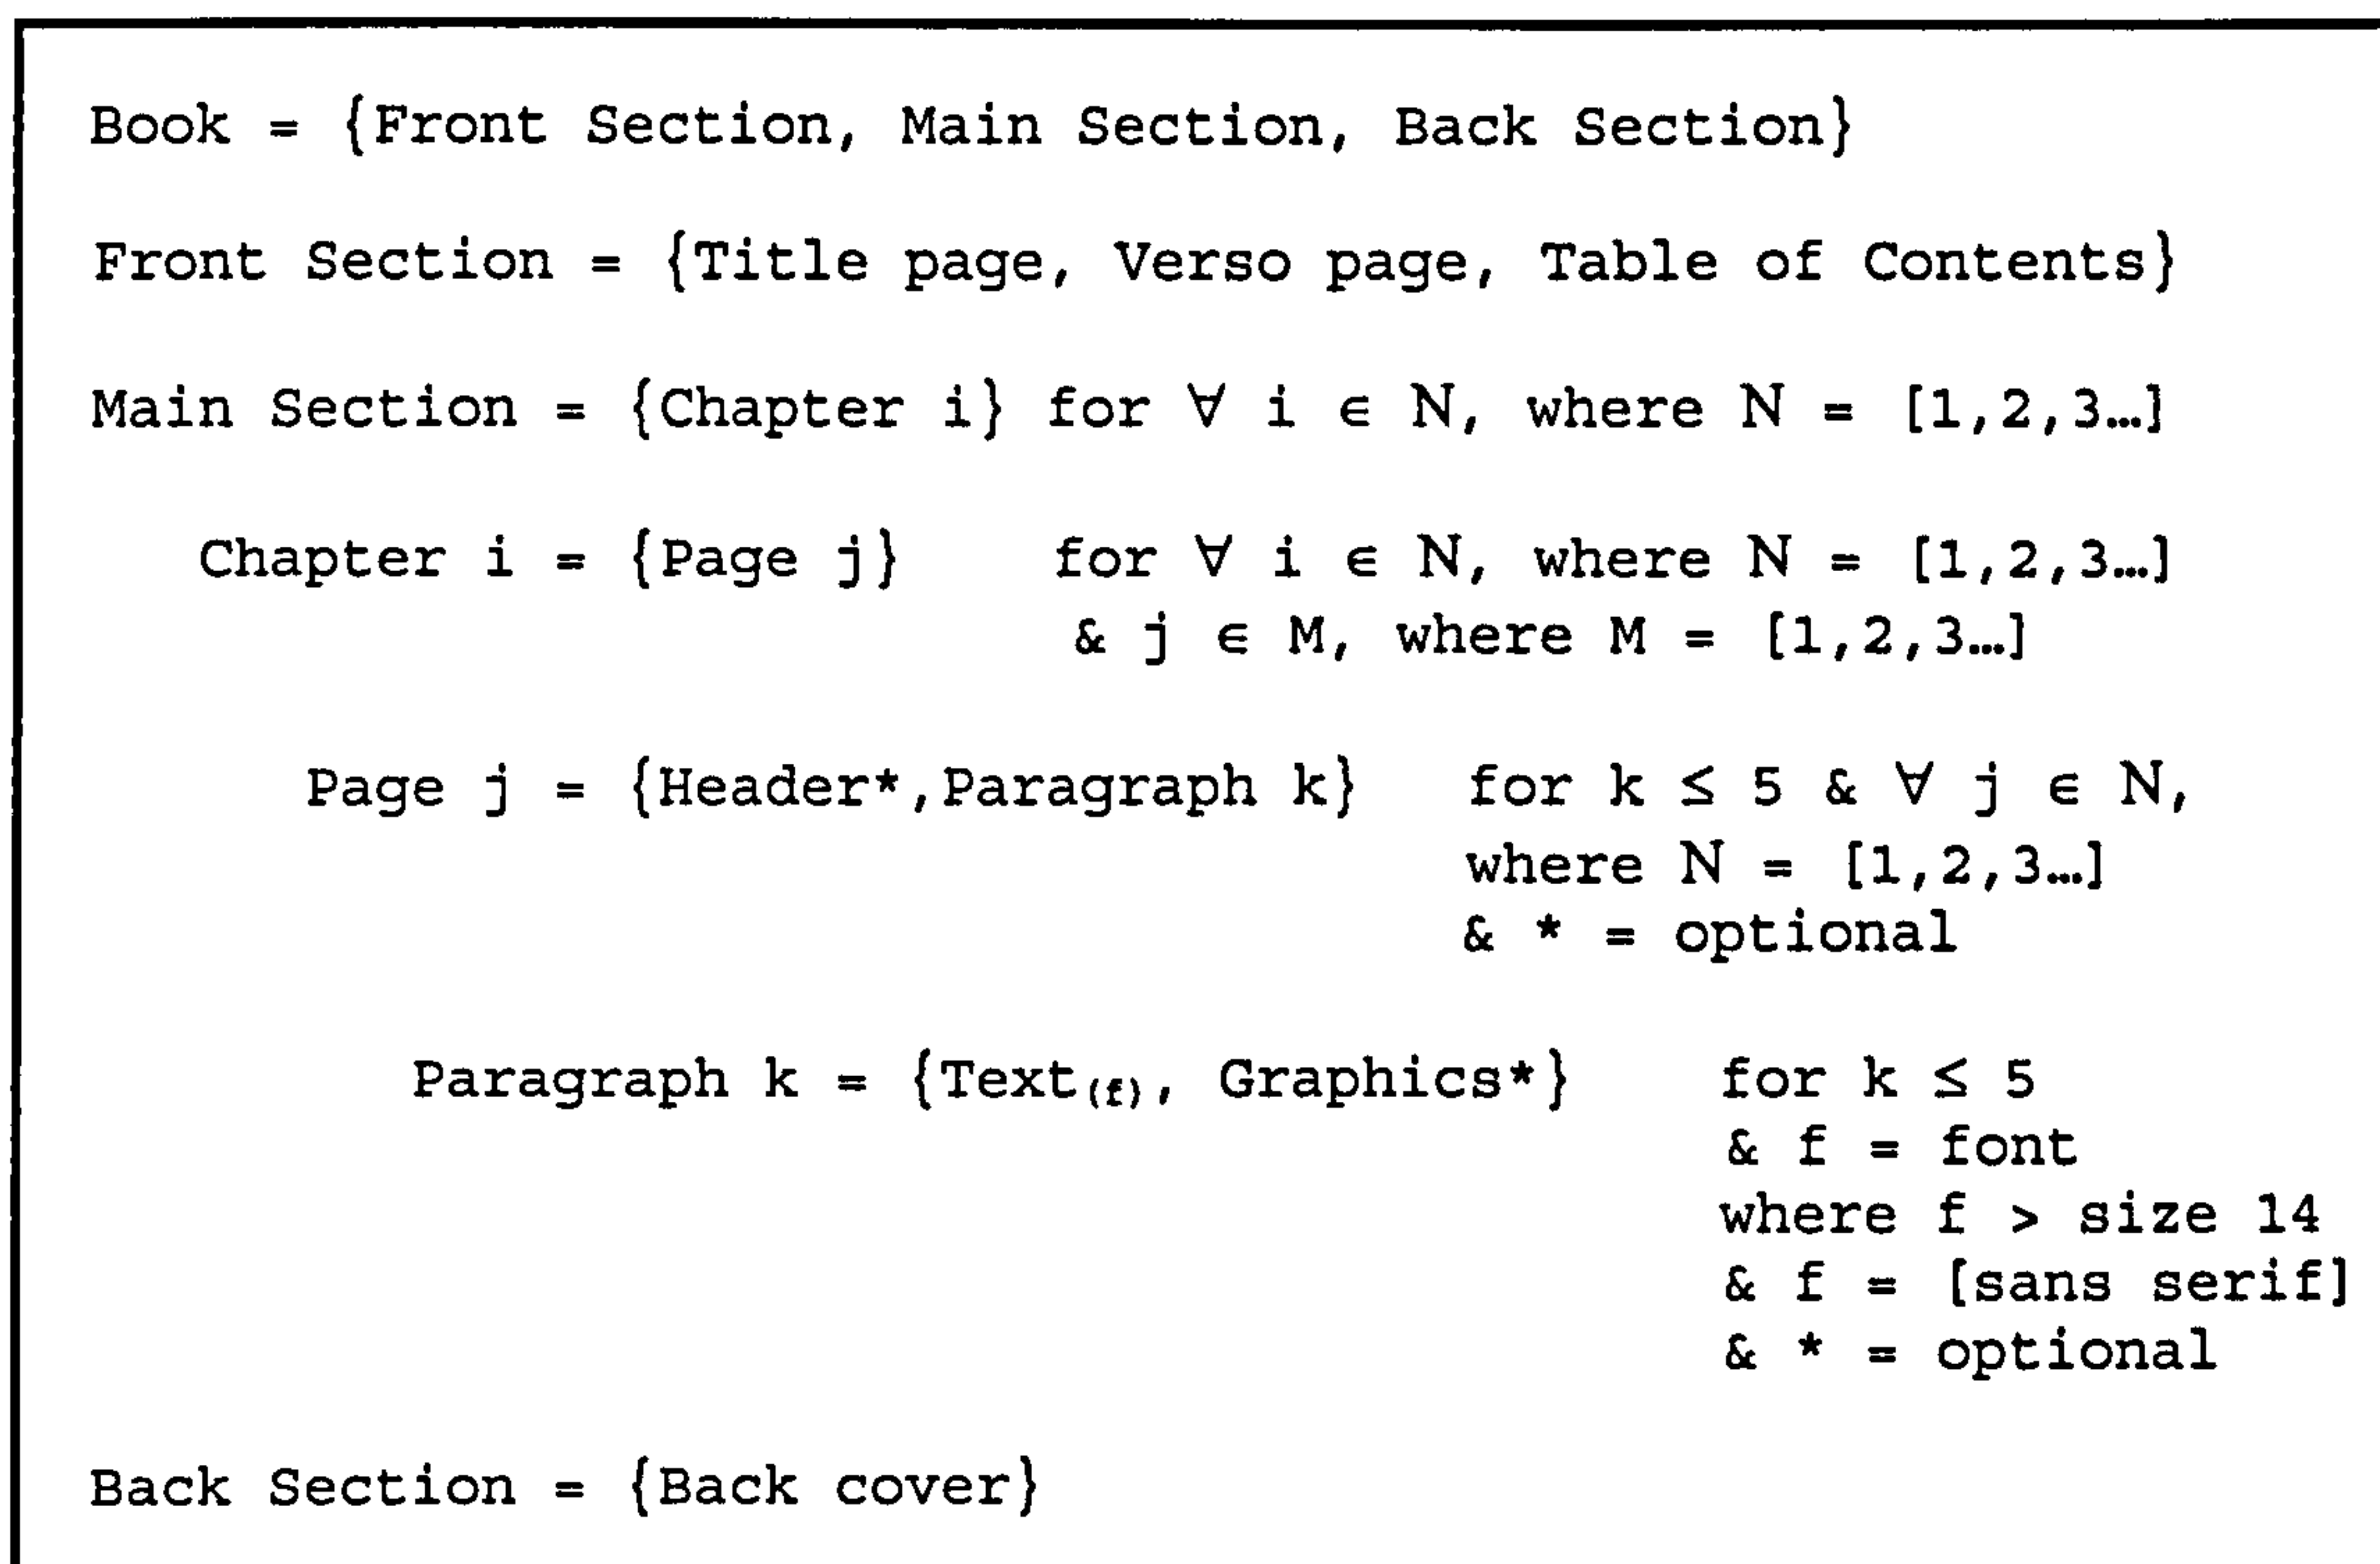 Book = {Front Section, Main Section, Back Section}
Front Section = {Title page, Verso page, Table of Contents}
Main Section = {Chapter i} for ∀ i ∈ N, where N = [1,2,3…]
Chapter i = {Page j} for ∀ i ∈ N, where N = [1,2,3…]
& j ∈ M, where M = [1,2,3…]
Page j = {Header*,Paragraph k} for k ≤ 5 & ∀ j ∈ N,
where N = [1,2,3…]
& * = optional
Paragraph k = {Text(f), Graphics*} for k ≤ 5
& f = font
where f > size 14
& f = [sans serif]
& * = optional
Back Section = {Back cover}